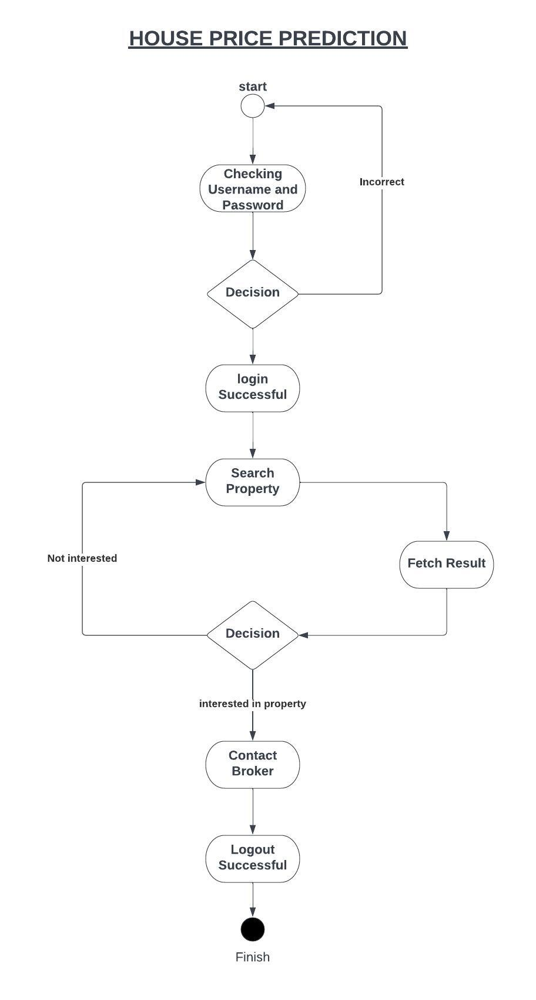 HOUSE PRICE PREDICTION
start
Checking
Username and
Password
Incorrect
Decision
login
Successful
Search
Property
Not interested
Fetch Result
Decision
interested in property
Contact
Broker
Logout
Successful
Finish